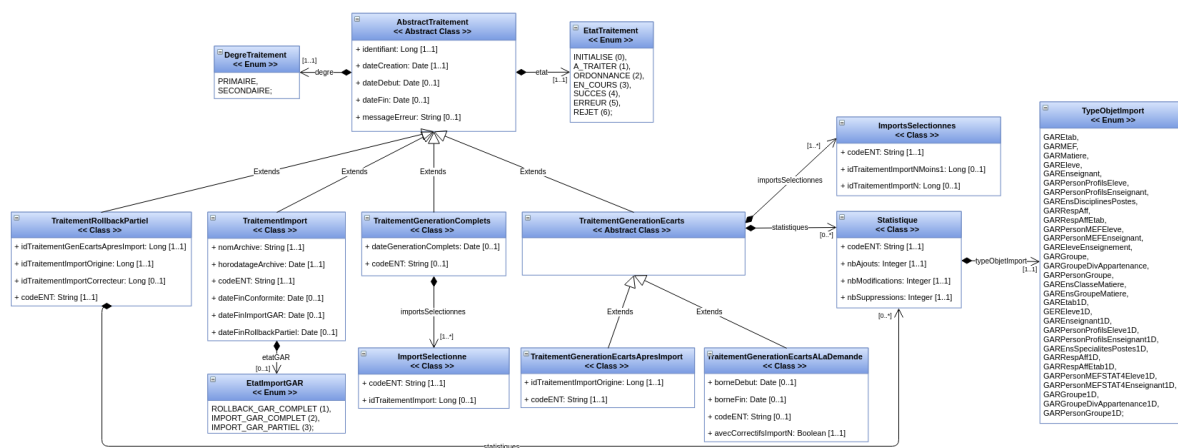 AbstractTraitement
<< Abstract Class >>
+ identifiant: Long [1..1]
+ dateCreation: Date [1..1]
+ dateDebut: Date [0..1]
+ dateFin: Date [0..1]
+ messageErreur: String [0..1]
DegreTraitement
<< Enum >>
PRIMAIRE,
SECONDAIRE;
[1..1]
degre
EtatTraitement
<< Enum >>
INITIALISE (0),
A_TRAITER (1),
ORDONNANCE (2),
EN_COURS (3),
SUCCES (4),
ERREUR (5),
REJET (6);
etat
[1..1]
Extends
Extends
Extends
Extends
TraitementRollbackPartiel
<< Class >>
+ idTraitementGenEcartsApresImport: Long [1..1]
+ idTraitementImportOrigine: Long [1..1]
+ idTraitementImportCorrecteur: Long [0..1]
+ codeENT: String [1..1]
TraitementImport
<< Class >>
+ nomArchive: String [1..1]
+ horodatageArchive: Date [1..1]
+ codeENT: String [1..1]
+ dateFinConformite: Date [0..1]
+ dateFinImportGAR: Date [0..1]
+ dateFinRollbackPartiel: Date [0..1]
etatGAR
[0..1]
EtatImportGAR
<< Enum >>
ROLLBACK_GAR_COMPLET (1),
IMPORT_GAR_COMPLET (2),
IMPORT_GAR_PARTIEL (3);
TraitementGenerationComplets
<< Class >>
+ dateGenerationComplets: Date [0..1]
+ codeENT: String [0..1]
importsSelectionnes
[1..*]
ImportSelectionne
<< Class >>
+ codeENT: String [1..1]
+ idTraitementImport: Long [0..1]
TraitementGenerationEcarts
<< Abstract Class >>
Extends
Extends
TraitementGenerationEcartsApresImport
<< Class >>
+ idTraitementImportOrigine: Long [1..1]
+ codeENT: String [1..1]
TraitementGenerationEcartsALaDemande
<< Class >>
+ borneDebut: Date [0..1]
+ borneFin: Date [0..1]
+ codeENT: String [0..1]
+ avecCorrectifsImportN: Boolean [1..1]
importsSelectionnes
[1..*]
ImportsSelectionnes
<< Class >>
+ codeENT: String [1..1]
+ idTraitementImportNMoins1: Long [0..1]
+ idTraitementImportN: Long [0..1]
statistiques
[0..*]
Statistique
<< Class >>
+ codeENT: String [1..1]
+ nbAjouts: Integer [1..1]
+ nbModifications: Integer [1..1]
+ nbSuppressions: Integer [1..1]
[0..*]
statistiques
typeObjetImport
[1..1]
TypeObjetImport
<< Enum >>
GAREtab,
GARMEF,
GARMatiere,
GAREleve,
GAREnseignant,
GARPersonProfilsEleve,
GARPersonProfilsEnseignant,
GAREnsDisciplinesPostes,
GARRespAff,
GARRespAffEtab,
GARPersonMEFEleve,
GARPersonMEFEnseignant,
GAREleveEnseignement,
GARGroupe,
GARGroupeDivAppartenance,
GARPersonGroupe,
GAREnsClasseMatiere,
GAREnsGroupeMatiere,
GAREtab1D,
GEREleve1D,
GAREnseignant1D,
GARPersonProfilsEleve1D,
GARPersonProfilsEnseignant1D,
GAREnsSpecialitesPostes1D,
GARRespAff1D,
GARRespAffEtab1D,
GARPersonMEFSTAT4Eleve1D,
GARPersonMEFSTAT4Enseignant1D,
GARGroupe1D,
GARGroupeDivAppartenance1D,
GARPersonGroupe1D;